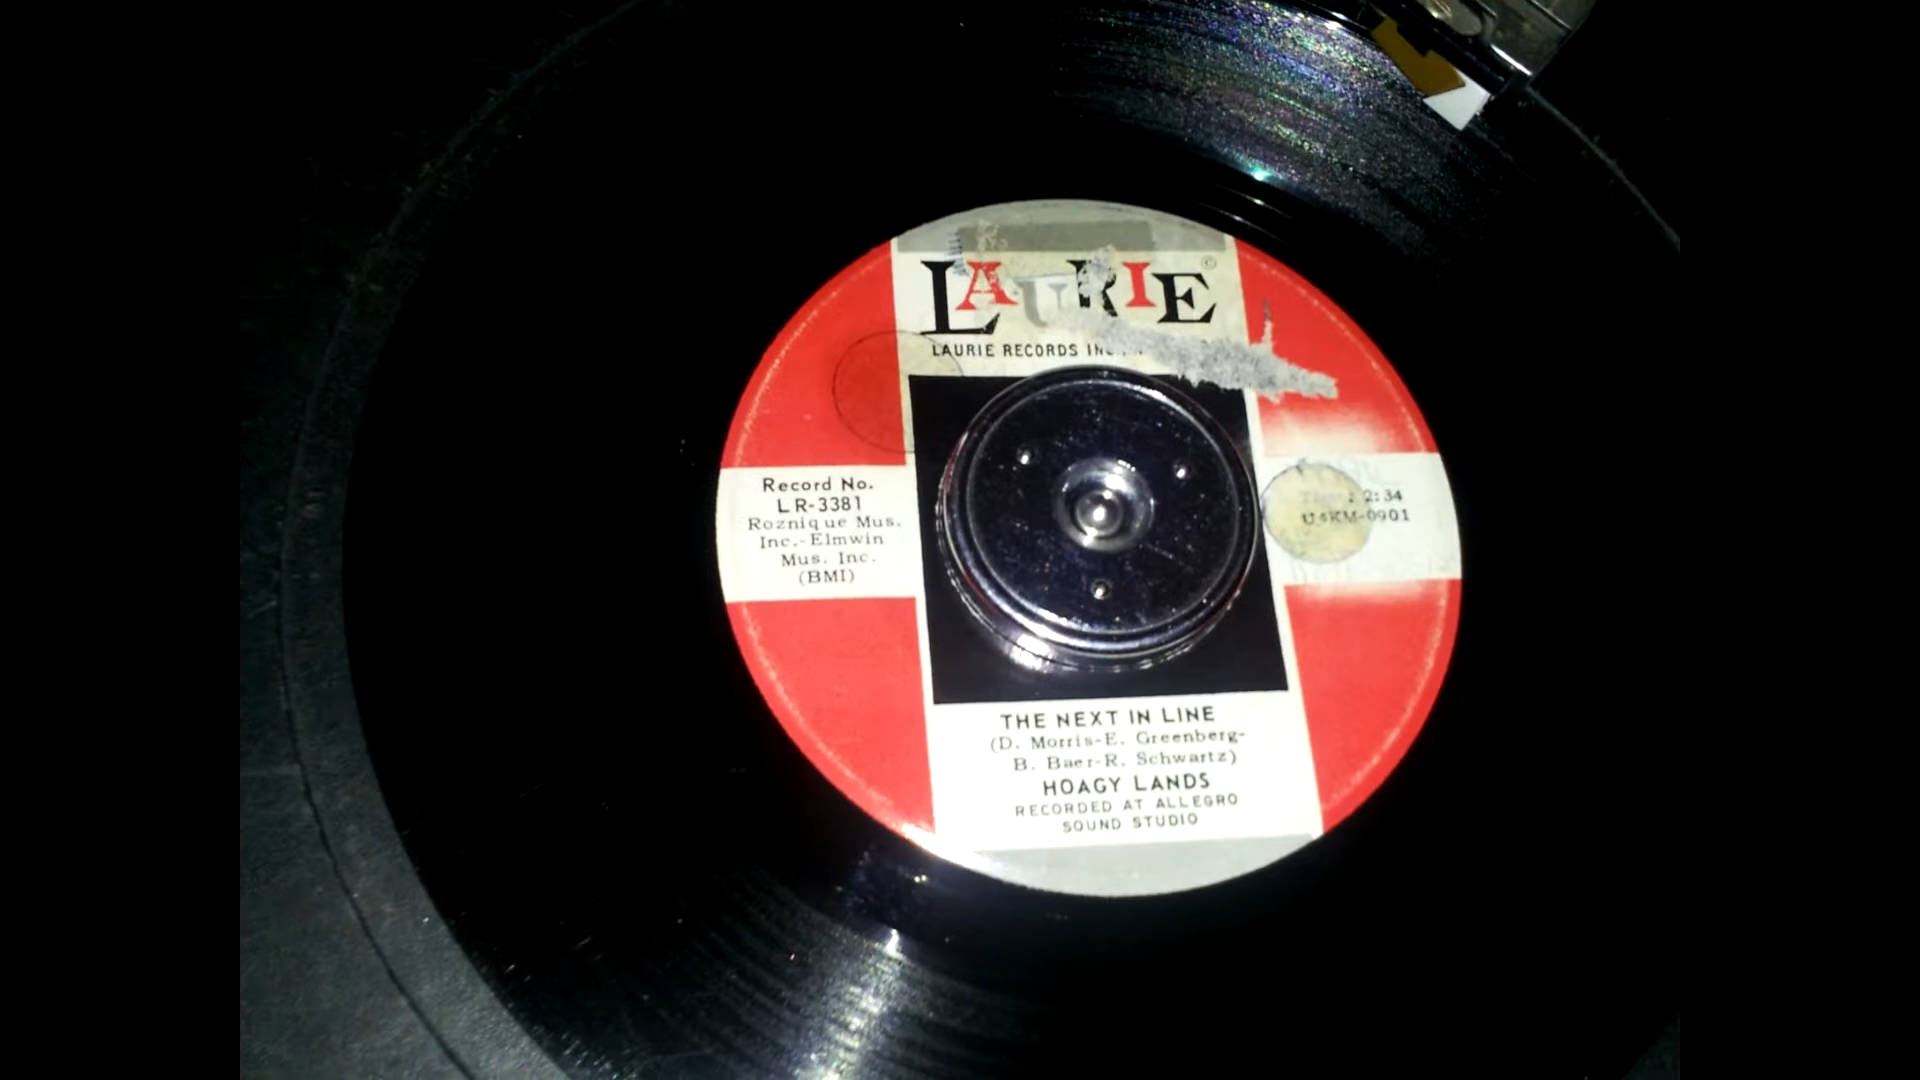 LAURIE ©
LAURIE RECORDS
Record No.
LR-3381
Roznique Mus.
Inc.-Elmwin
Mus. Inc.
(BMI)
2:34
U4KM-0901
THE NEXT IN LINE
(D. Morris-E. Greenberg-
B. Baer-R. Schwartz)
HOAGY LANDS
RECORDED AT ALLEGRO
SOUND STUDIO